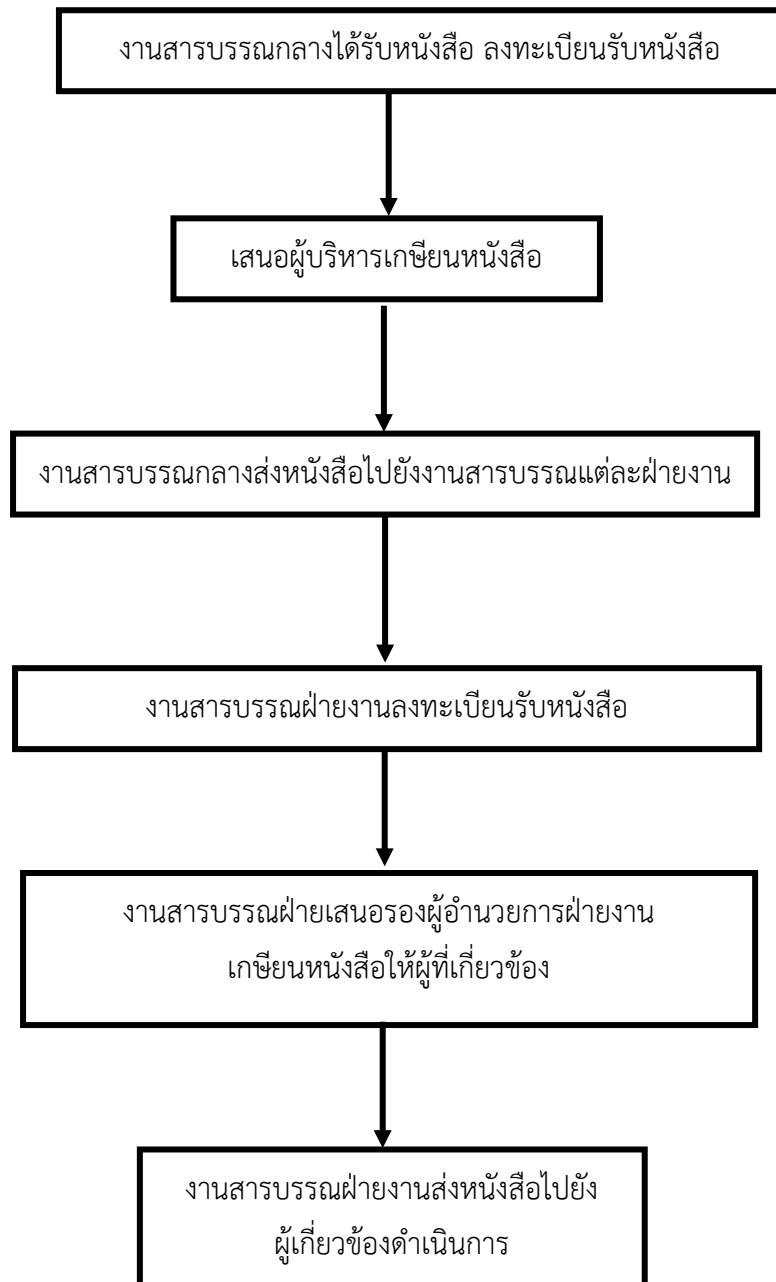 งานสารบรรณกลางได้รับหนังสือ ลงทะเบียนรับหนังสือ
เสนอผู้บริหารเกษียนหนังสือ
งานสารบรรณกลางส่งหนังสือไปยังงานสารบรรณแต่ละฝ่ายงาน
งานสารบรรณฝ่ายงานลงทะเบียนรับหนังสือ
งานสารบรรณฝ่ายเสนอรองผู้อำนวยการฝ่ายงาน
เกษียนหนังสือให้ผู้ที่เกี่ยวข้อง
งานสารบรรณฝ่ายงานส่งหนังสือไปยัง
ผู้เกี่ยวข้องดำเนินการ